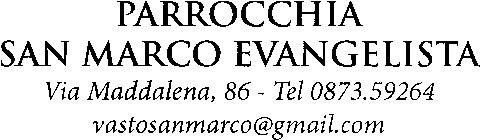 PARROCCHIA
SAN MARCO EVANGELISTA
Via Maddalena, 86 - Tel 0873.59264
vastosanmarco@gmail.com